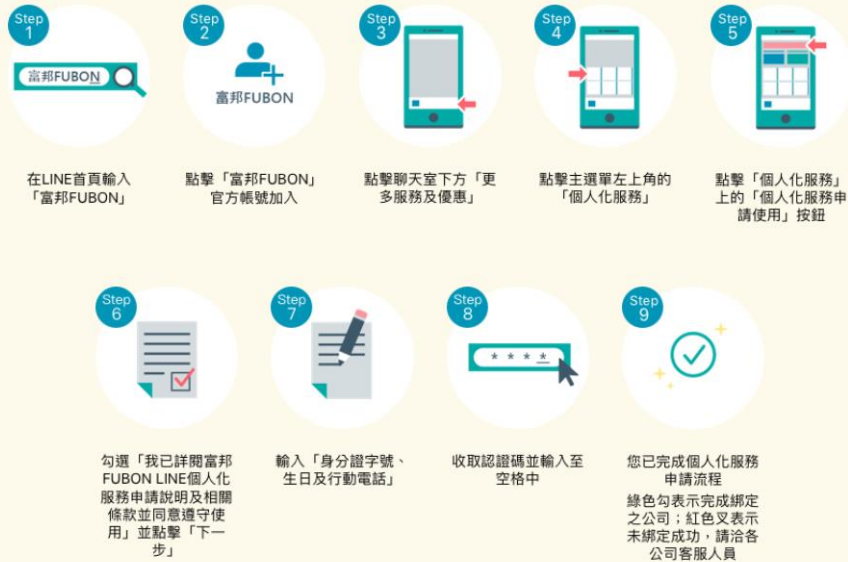 Step
1
富邦FUBON
在LINE首頁輸入
「富邦FUBON」
Step
2
富邦FUBON
點擊「富邦FUBON」
官方帳號加入
Step
3
點擊聊天室下方「更
多服務及優惠」
Step
4
點擊主選單左上角的
「個人化服務」
Step
5
點擊「個人化服務」
上的「個人化服務申
請使用」按鈕
Step
6
勾選「我已詳閱富邦
FUBON LINE個人化
服務申請說明及相關
條款並同意遵守使
用」並點擊「下一
步」
Step
7
輸入「身分證字號、
生日及行動電話」
Step
8
* * * *
收取認證碼並輸入至
空格中
Step
9
您已完成個人化服務
申請流程
綠色勾表示完成綁定
之公司；紅色叉表示
未綁定成功，請洽各
公司客服人員